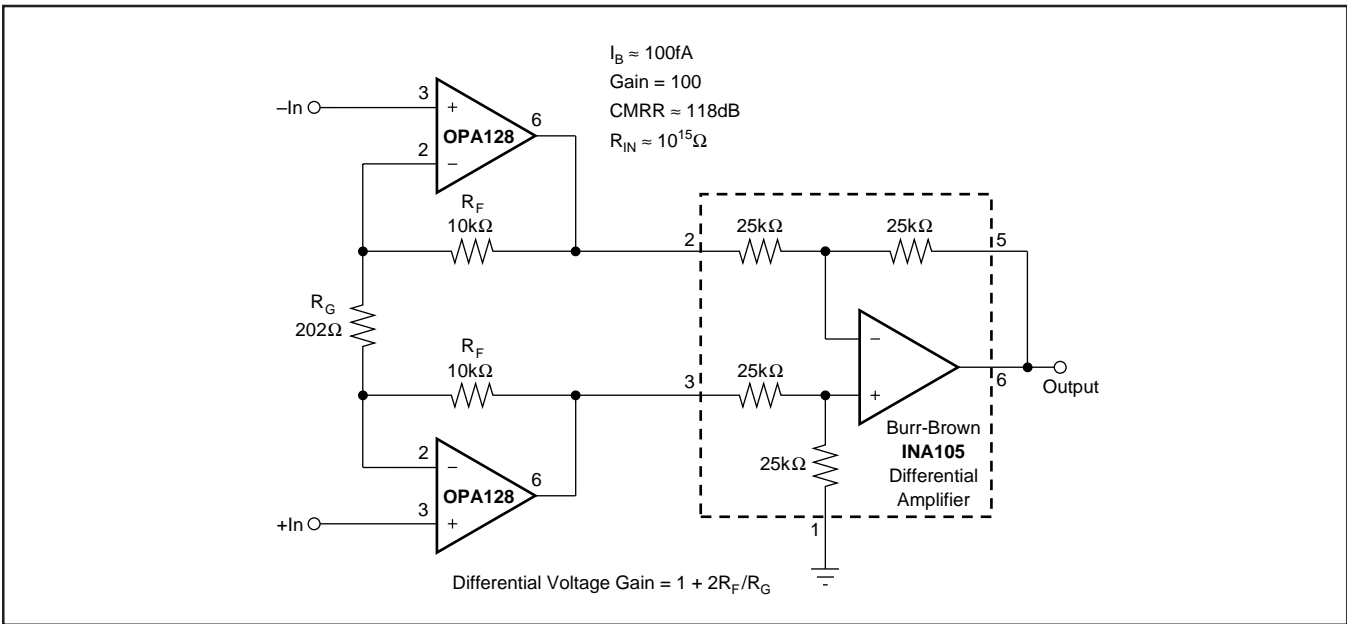 I_B ≈ 100fA
Gain = 100
CMRR ≈ 118dB
R_IN ≈ 10^15Ω
–In
3
+
OPA128
6
2
–
R_F
10kΩ
R_G
202Ω
R_F
10kΩ
2
–
OPA128
6
3
+
+In
2
25kΩ
25kΩ
5
–
3
25kΩ
+
6
Output
25kΩ
Burr-Brown
INA105
Differential
Amplifier
1
Differential Voltage Gain = 1 + 2R_F/R_G